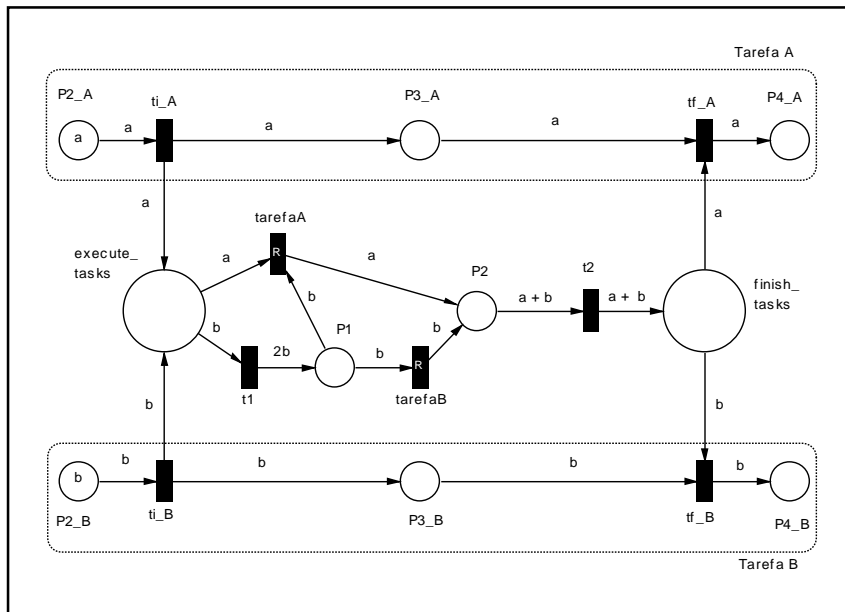 Tarefa A
P2_A
ti_A
P3_A
tf_A
P4_A
a
a
a
a
a
a
a
tarefaA
execute_
tasks
R
a
a
P2
t2
finish_
tasks
a + b
a + b
b
P1
b
b
2b
b
R
t1
tarefaB
b
b
b
b
b
b
b
P2_B
ti_B
P3_B
tf_B
P4_B
Tarefa B